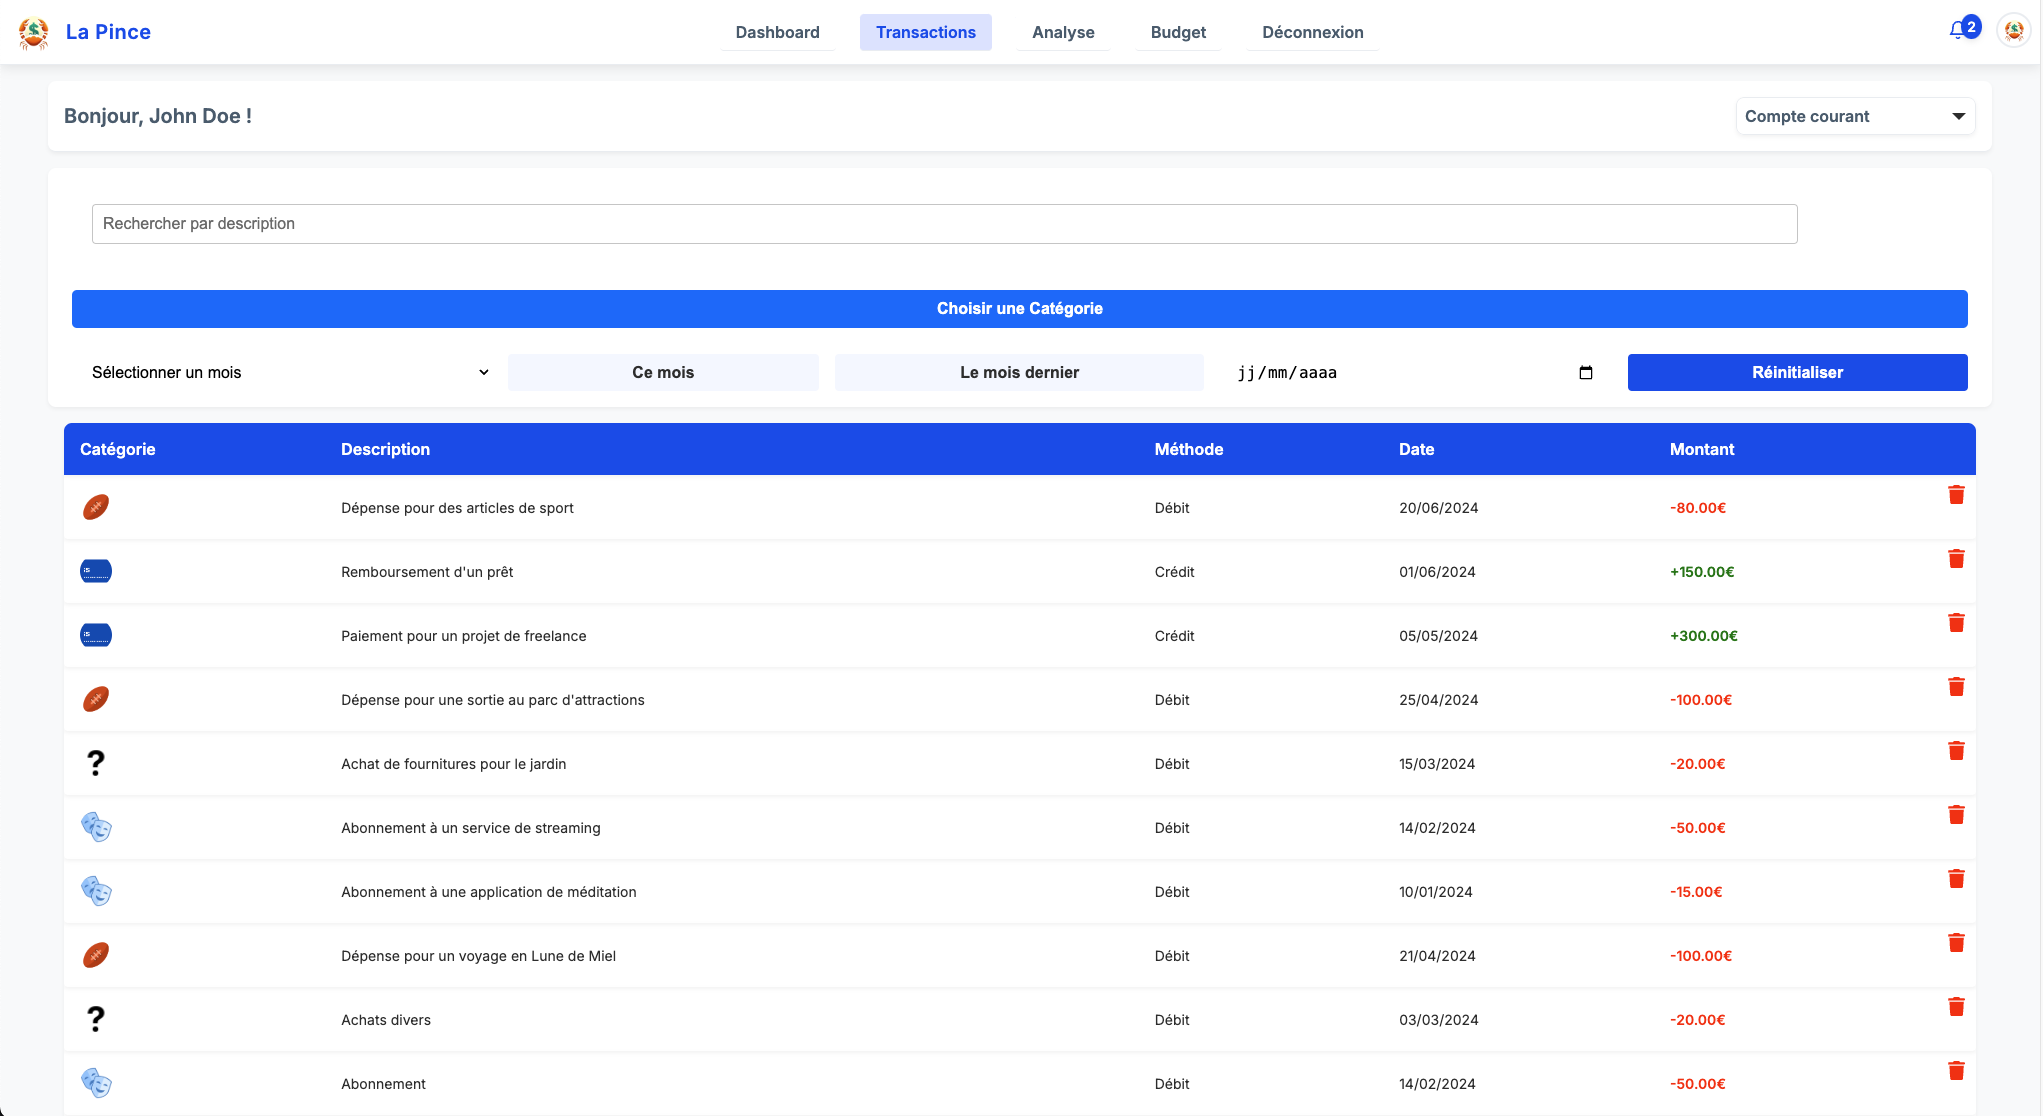 La Pince
Dashboard Transactions Analyse Budget Déconnexion
2
Bonjour, John Doe !
Compte courant
Rechercher par description
Choisir une Catégorie
Sélectionner un mois Ce mois Le mois dernier jj/mm/aaaa Réinitialiser
Catégorie Description Méthode Date Montant
Dépense pour des articles de sport Débit 20/06/2024 -80.00€
Remboursement d'un prêt Crédit 01/06/2024 +150.00€
Paiement pour un projet de freelance Crédit 05/05/2024 +300.00€
Dépense pour une sortie au parc d'attractions Débit 25/04/2024 -100.00€
? Achat de fournitures pour le jardin Débit 15/03/2024 -20.00€
Abonnement à un service de streaming Débit 14/02/2024 -50.00€
Abonnement à une application de méditation Débit 10/01/2024 -15.00€
Dépense pour un voyage en Lune de Miel Débit 21/04/2024 -100.00€
? Achats divers Débit 03/03/2024 -20.00€
Abonnement Débit 14/02/2024 -50.00€